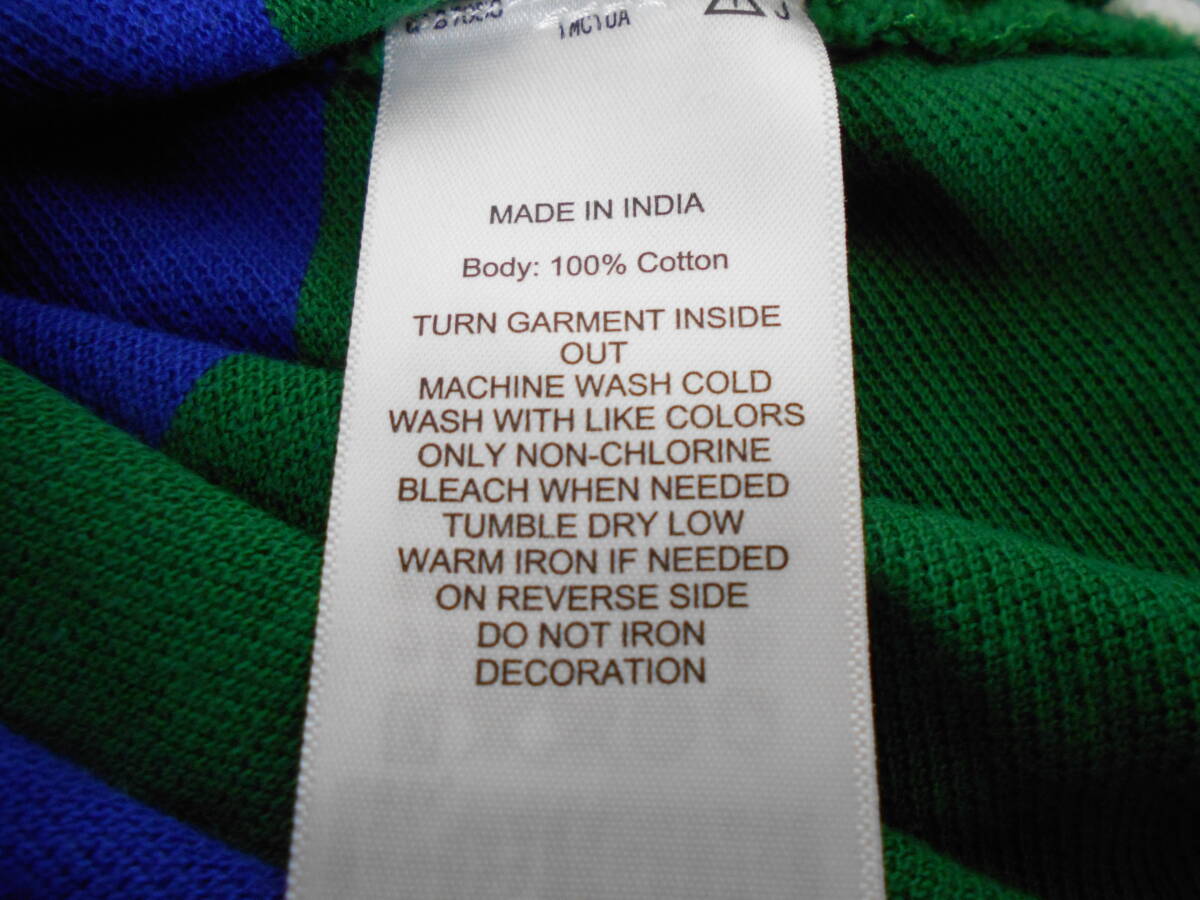 MADE IN INDIA
Body: 100% Cotton
TURN GARMENT INSIDE
OUT
MACHINE WASH COLD
WASH WITH LIKE COLORS
ONLY NON-CHLORINE
BLEACH WHEN NEEDED
TUMBLE DRY LOW
WARM IRON IF NEEDED
ON REVERSE SIDE
DO NOT IRON
DECORATION